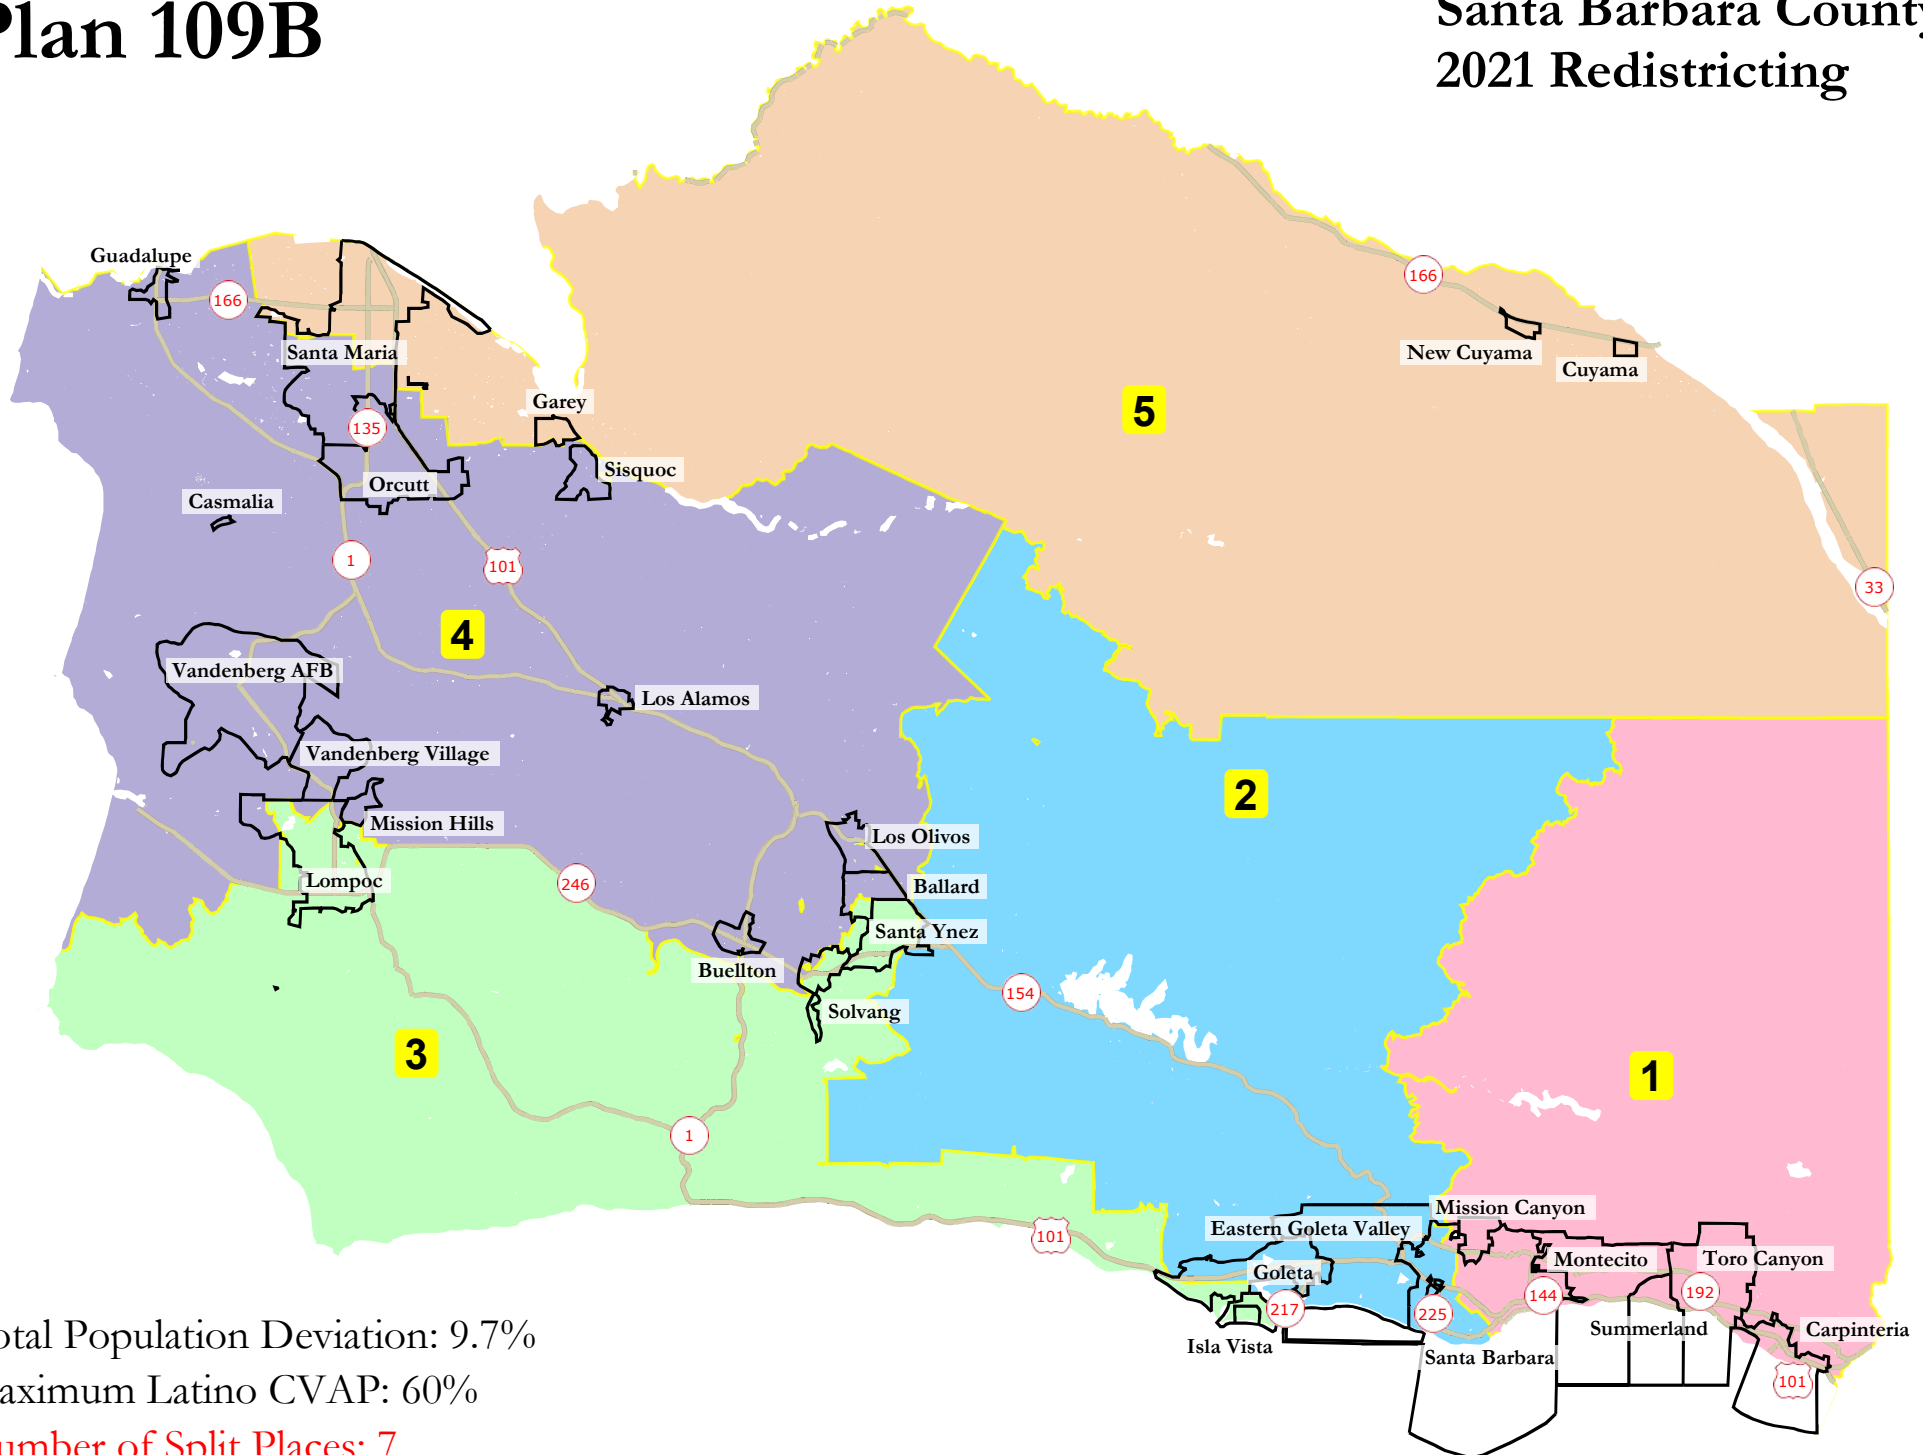 Plan 109B
Santa Barbara County
2021 Redistricting
Guadalupe
166
166
Santa Maria
New Cuyama
Cuyama
Garey
5
135
Sisquoc
Orcutt
Casmalia
1
101
33
4
Vandenberg AFB
Los Alamos
Vandenberg Village
2
Mission Hills
Los Olivos
Lompoc
246
Ballard
Santa Ynez
Buellton
154
Solvang
3
1
1
Mission Canyon
Eastern Goleta Valley
101
Montecito
Toro Canyon
Goleta
144
192
217
225
Summerland
Carpinteria
Isla Vista
Santa Barbara
101
otal Population Deviation: 9.7%
aximum Latino CVAP: 60%
umber of Split Places: 7